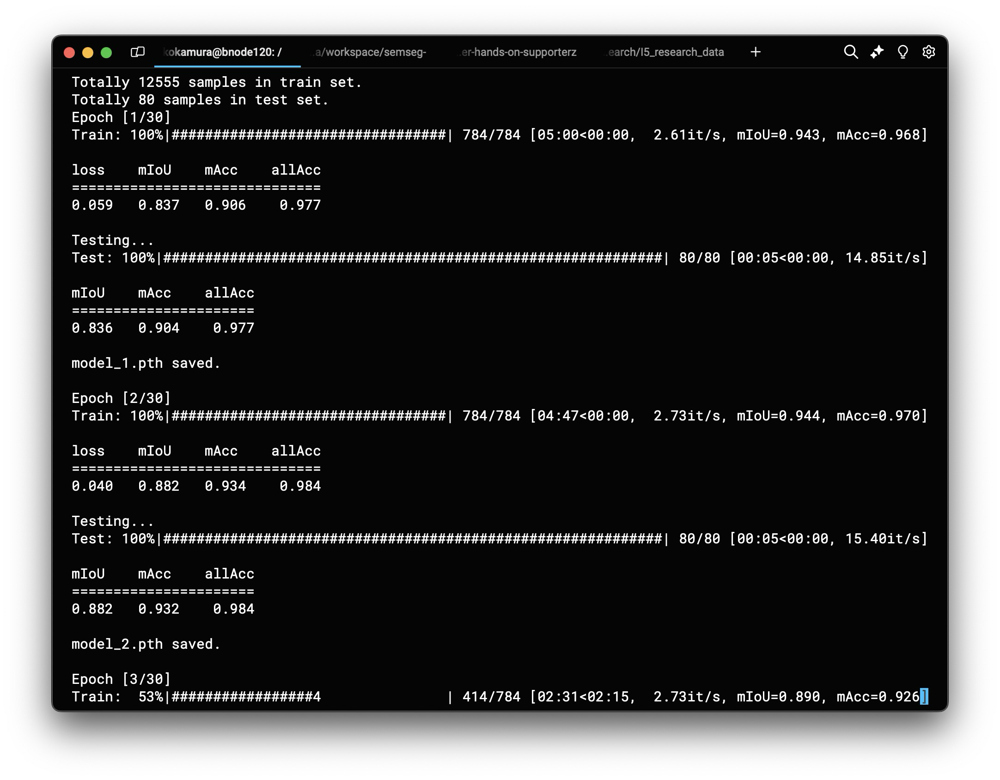 kokamura@bnode120: /
..a/workspace/semseg-
..er-hands-on-supporterz
..earch/I5_research_data
Totally 12555 samples in train set.
Totally 80 samples in test set.
Epoch [1/30]
Train: 100%|#################################| 784/784 [05:00<00:00,  2.61it/s, mIoU=0.943, mAcc=0.968]
loss    mIoU    mAcc    allAcc
==============================
0.059   0.837   0.906    0.977
Testing...
Test: 100%|############################################################| 80/80 [00:05<00:00, 14.85it/s]
mIoU    mAcc    allAcc
======================
0.836   0.904    0.977
model_1.pth saved.
Epoch [2/30]
Train: 100%|#################################| 784/784 [04:47<00:00,  2.73it/s, mIoU=0.944, mAcc=0.970]
loss    mIoU    mAcc    allAcc
==============================
0.040   0.882   0.934    0.984
Testing...
Test: 100%|############################################################| 80/80 [00:05<00:00, 15.40it/s]
mIoU    mAcc    allAcc
======================
0.882   0.932    0.984
model_2.pth saved.
Epoch [3/30]
Train:  53%|#################4               | 414/784 [02:31<02:15,  2.73it/s, mIoU=0.890, mAcc=0.926]